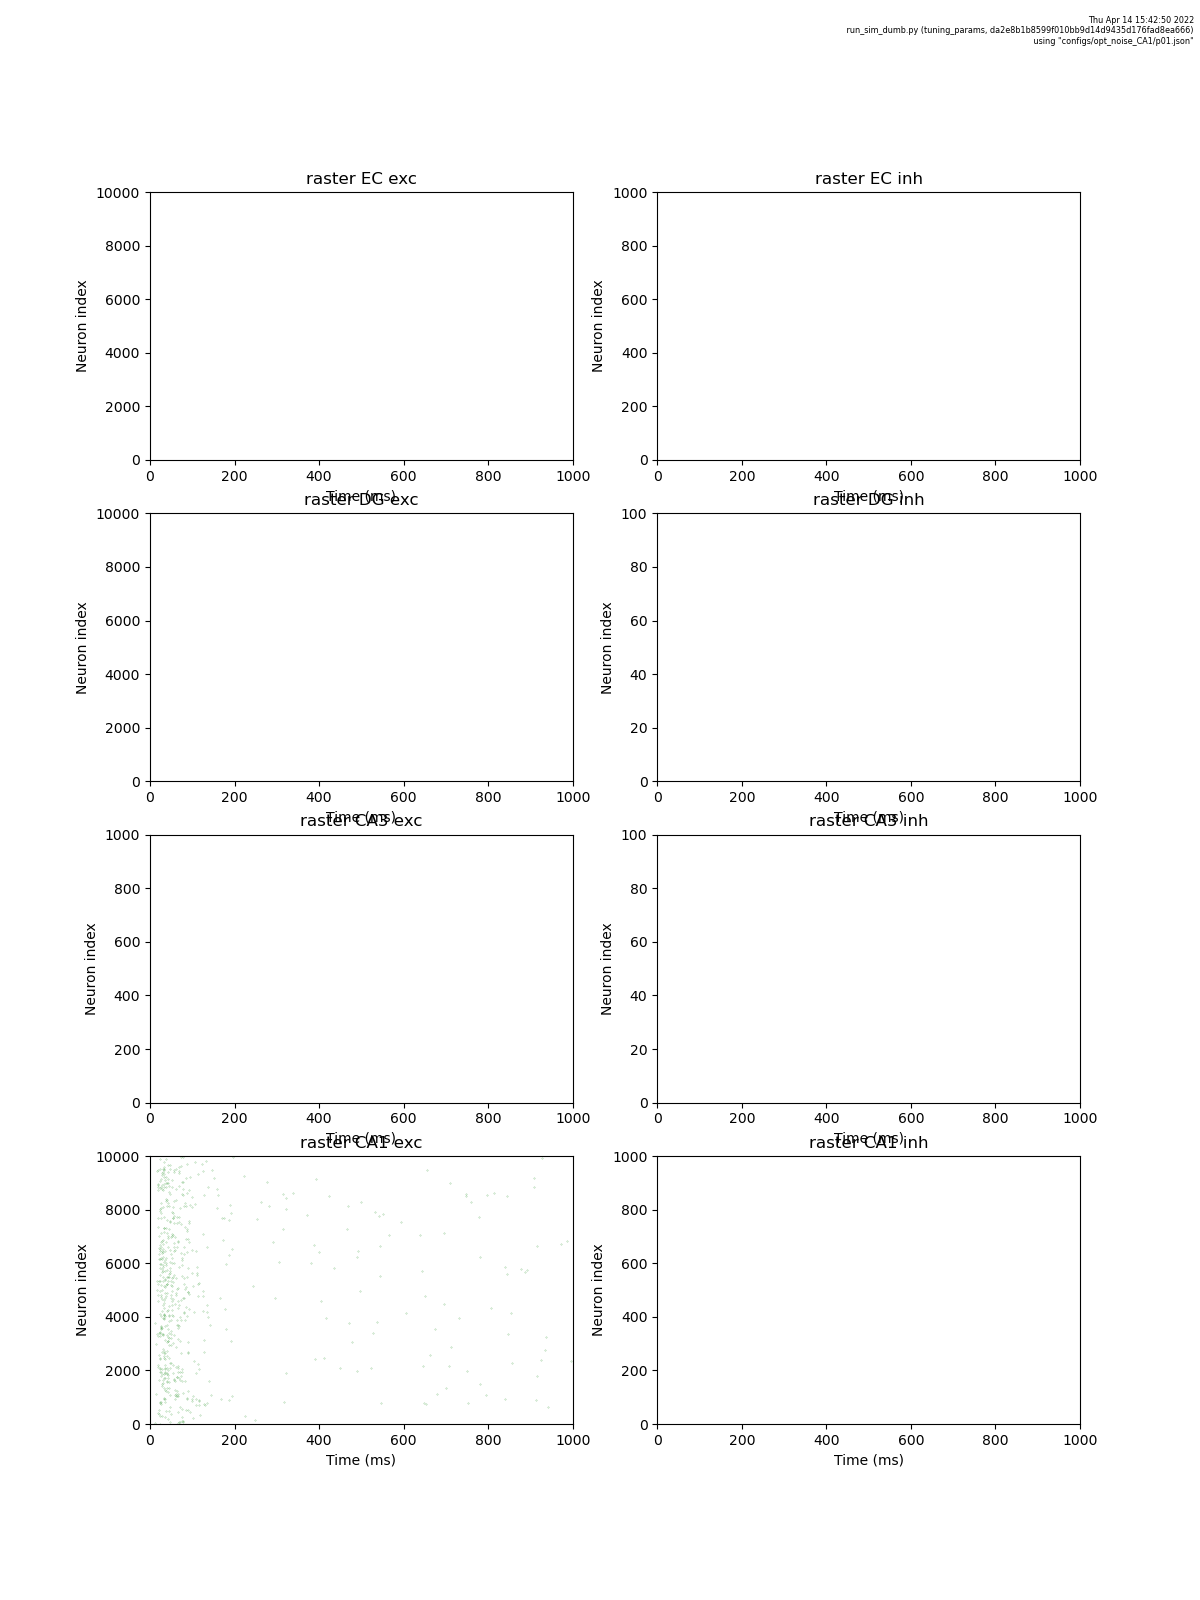 Thu Apr 14 15:42:50 2022
run_sim_dumb.py (tuning_params, da2e8b1b8599f010bb9d14d9435d176fad8ea666)
using "configs/opt_noise_CA1/p01.json"
raster EC exc
10000
8000
6000
4000
2000
0
Neuron index
0 200 400 600 800 1000
Time (ms)
raster EC inh
1000
800
600
400
200
0
Neuron index
0 200 400 600 800 1000
Time (ms)
raster DG exc
10000
8000
6000
4000
2000
0
Neuron index
0 200 400 600 800 1000
Time (ms)
raster DG inh
100
80
60
40
20
0
Neuron index
0 200 400 600 800 1000
Time (ms)
raster CA3 exc
1000
800
600
400
200
0
Neuron index
0 200 400 600 800 1000
Time (ms)
raster CA3 inh
100
80
60
40
20
0
Neuron index
0 200 400 600 800 1000
Time (ms)
raster CA1 exc
10000
8000
6000
4000
2000
0
Neuron index
0 200 400 600 800 1000
Time (ms)
raster CA1 inh
1000
800
600
400
200
0
Neuron index
0 200 400 600 800 1000
Time (ms)